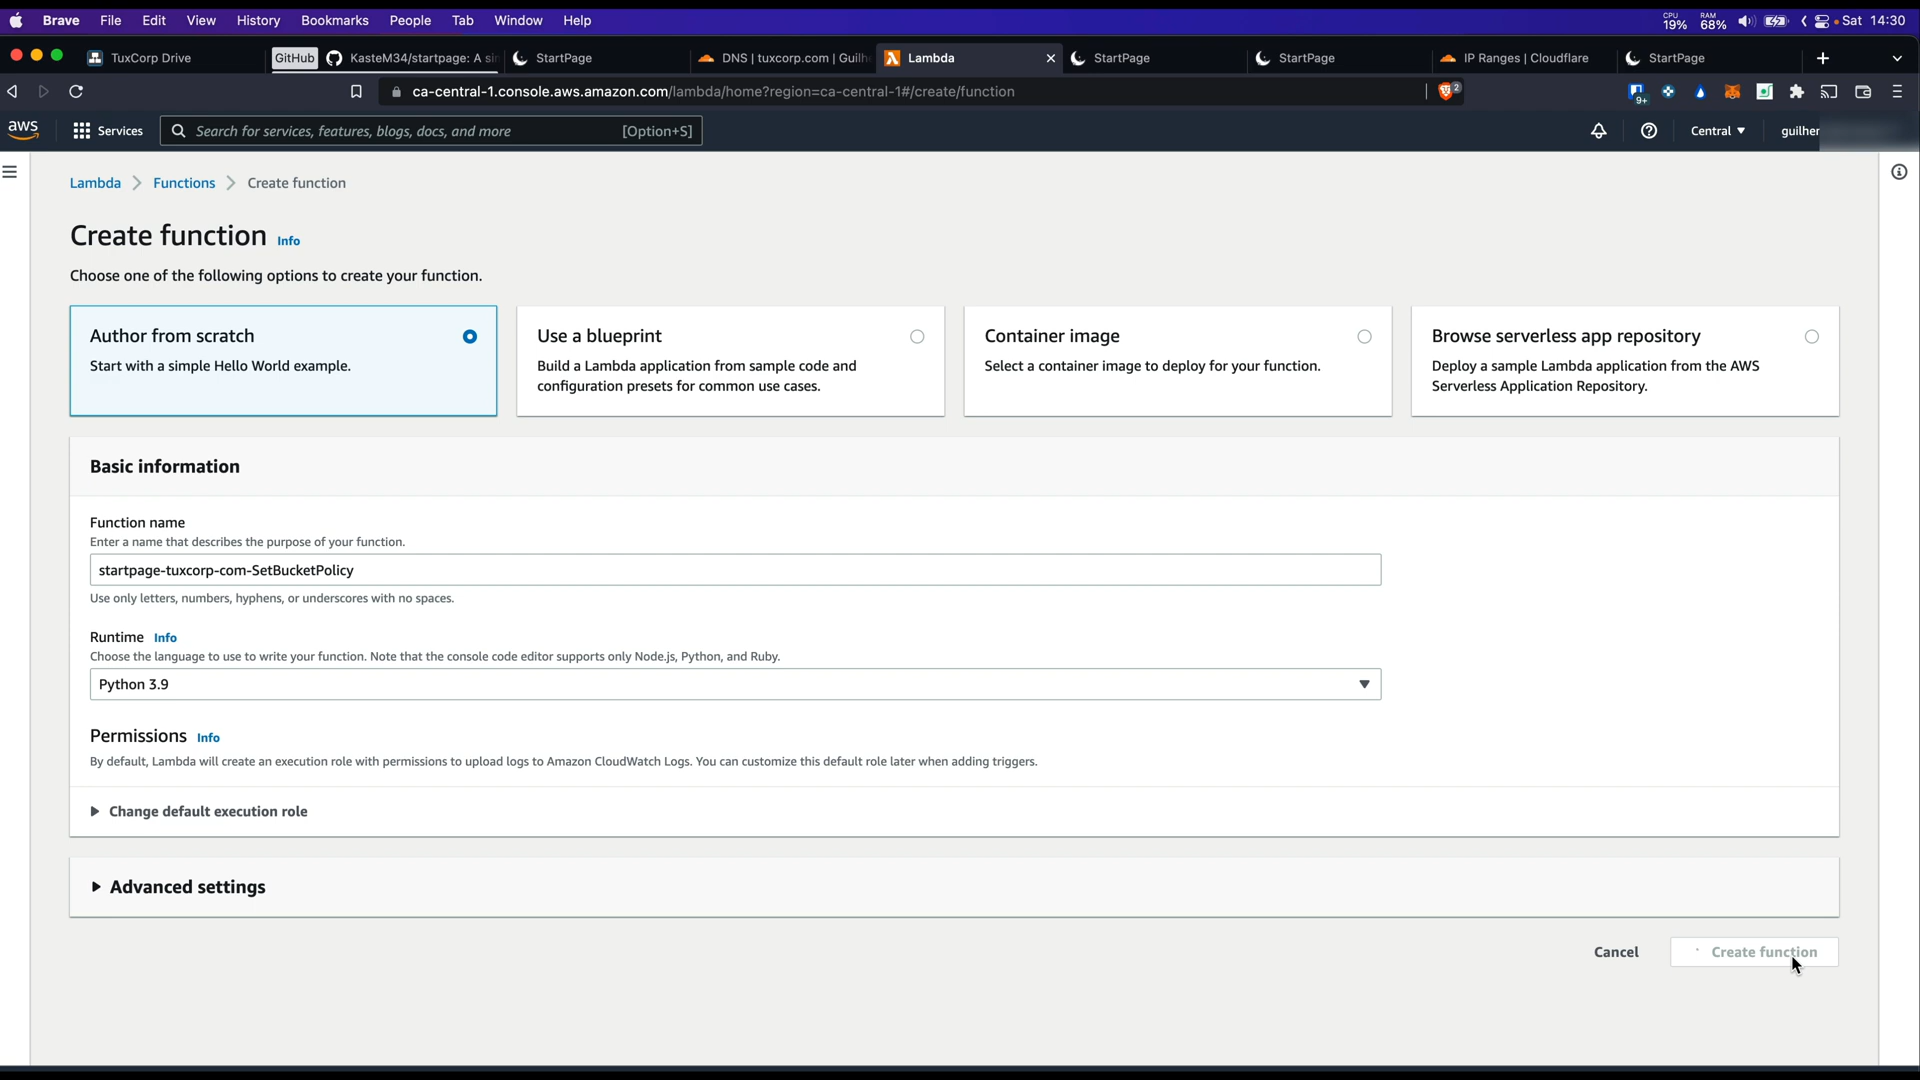 Brave File Edit View History Bookmarks People Tab Window Help
CPU 19% RAM 68% Sat 14:30
TuxCorp Drive GitHub KasteM34/startpage: A si StartPage DNS | tuxcorp.com | Guilh Lambda StartPage StartPage IP Ranges | Cloudflare StartPage
ca-central-1.console.aws.amazon.com/lambda/home?region=ca-central-1#/create/function 2 9+
aws Services Search for services, features, blogs, docs, and more [Option+S] Central guilher
Lambda Functions Create function
Create function Info
Choose one of the following options to create your function.
Author from scratch
Start with a simple Hello World example.
Use a blueprint
Build a Lambda application from sample code and
configuration presets for common use cases.
Container image
Select a container image to deploy for your function.
Browse serverless app repository
Deploy a sample Lambda application from the AWS
Serverless Application Repository.
Basic information
Function name
Enter a name that describes the purpose of your function.
startpage-tuxcorp-com-SetBucketPolicy
Use only letters, numbers, hyphens, or underscores with no spaces.
Runtime Info
Choose the language to use to write your function. Note that the console code editor supports only Node.js, Python, and Ruby.
Python 3.9
Permissions Info
By default, Lambda will create an execution role with permissions to upload logs to Amazon CloudWatch Logs. You can customize this default role later when adding triggers.
Change default execution role
Advanced settings
Cancel Create function